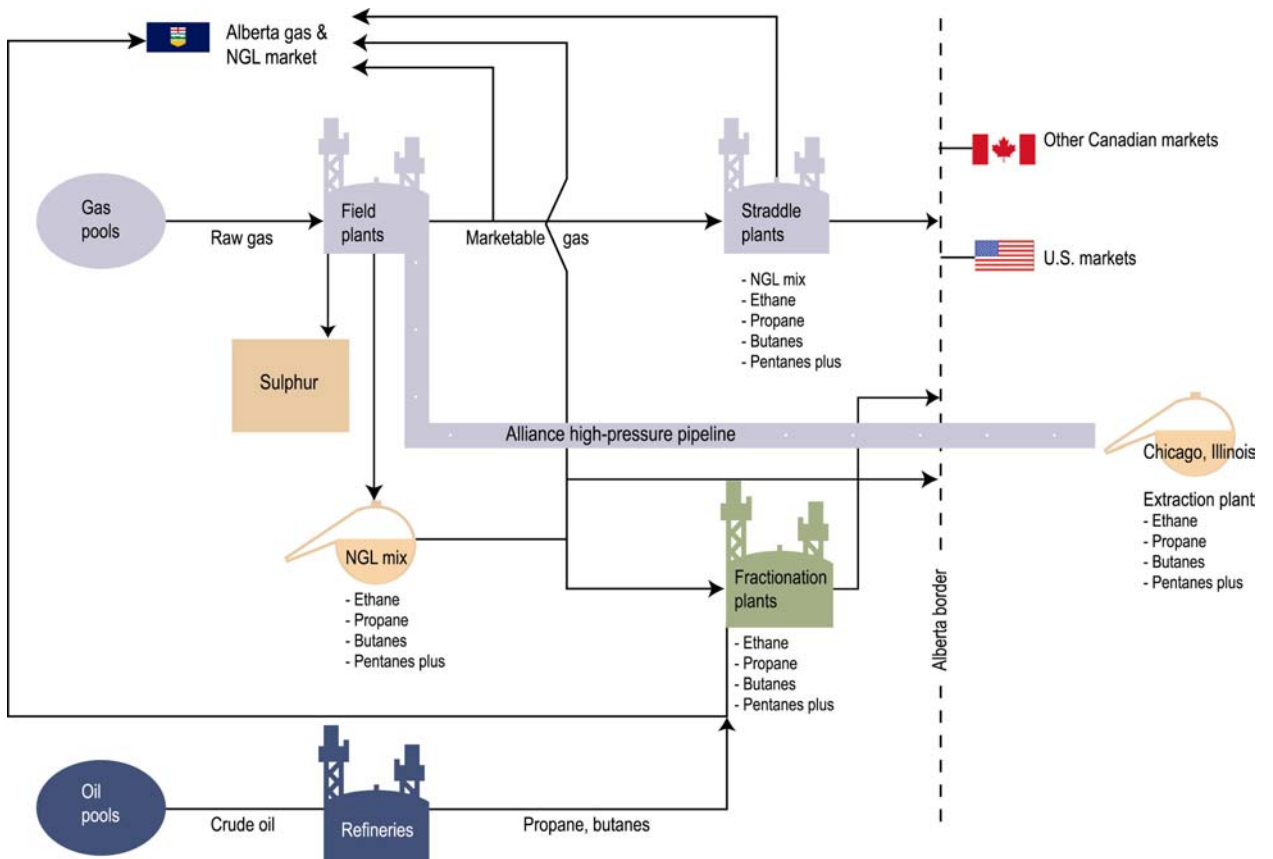 Alberta gas &
NGL market
Other Canadian markets
Gas
pools
Raw gas
Field
plants
Marketable gas
Straddle
plants
U.S. markets
- NGL mix
- Ethane
- Propane
- Butanes
- Pentanes plus
Sulphur
Alliance high-pressure pipeline
Chicago, Illinois
Extraction plant
- Ethane
- Propane
- Butanes
- Pentanes plus
NGL mix
- Ethane
- Propane
- Butanes
- Pentanes plus
Fractionation
plants
- Ethane
- Propane
- Butanes
- Pentanes plus
Alberta border
Oil
pools
Crude oil
Refineries
Propane, butanes